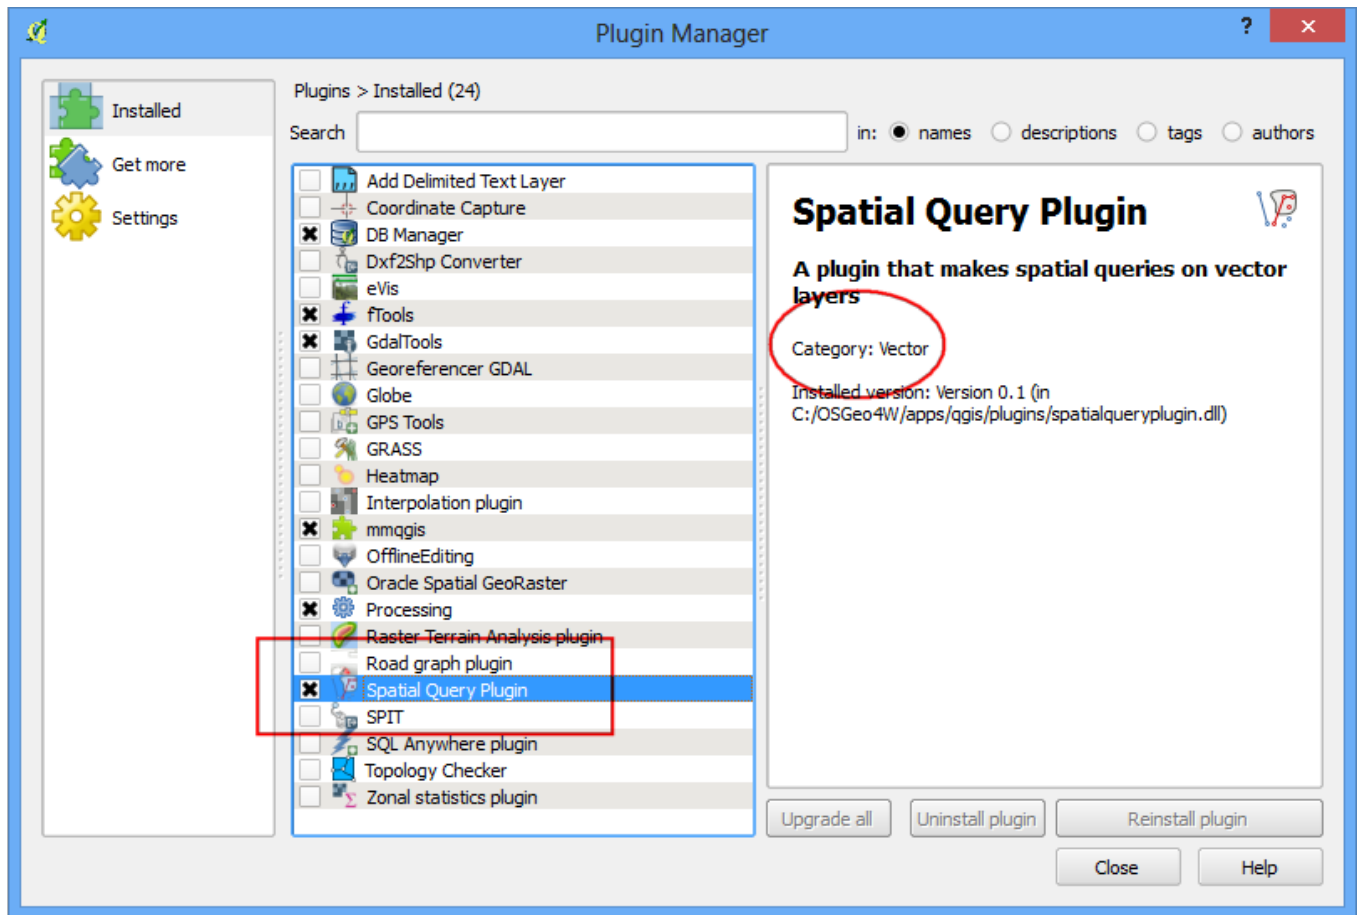 Plugin Manager
?
Installed
Get more
Settings
Plugins > Installed (24)
Search
in: names descriptions tags authors
Add Delimited Text Layer
Coordinate Capture
DB Manager
Dxf2Shp Converter
eVis
fTools
GdalTools
Georeferencer GDAL
Globe
GPS Tools
GRASS
Heatmap
Interpolation plugin
mmqgis
OfflineEditing
Oracle Spatial GeoRaster
Processing
Raster Terrain Analysis plugin
Road graph plugin
Spatial Query Plugin
SPIT
SQL Anywhere plugin
Topology Checker
Zonal statistics plugin
Spatial Query Plugin
A plugin that makes spatial queries on vector
layers
Category: Vector
Installed version: Version 0.1 (in
C:/OSGeo4W/apps/qgis/plugins/spatialqueryplugin.dll)
Upgrade all
Uninstall plugin
Reinstall plugin
Close
Help